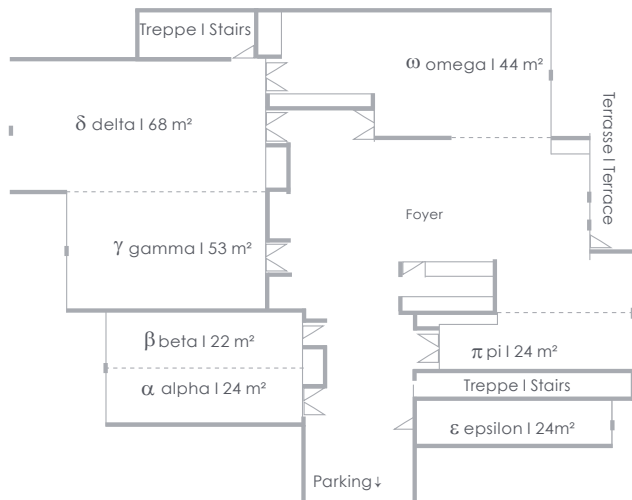 Treppe I Stairs
ω omega I 44 m²
δ delta I 68 m²
Terrasse I Terrace
Foyer
γ gamma I 53 m²
β beta I 22 m²
π pi I 24 m²
α alpha I 24 m²
Treppe I Stairs
ε epsilon I 24m²
Parking↓